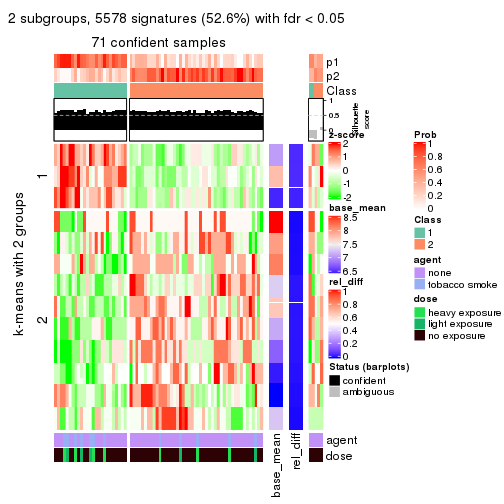 2 subgroups, 5578 signatures (52.6%) with fdr < 0.05
71 confident samples
p1
p2
Class
1
0.5
0
Silhouette
score
k-means with 2 groups
1
2
z-score
2
1
0
-1
-2
base_mean
8.5
7.5
6.5
rel_diff
1
0.8
0.6
0.4
0.2
0
Status (barplots)
confident
ambiguous
Prob
1
0.8
0.6
0.4
0.2
0
Class
1
2
agent
none
tobacco smoke
dose
heavy exposure
light exposure
no exposure
agent
dose
base_mean
rel_diff